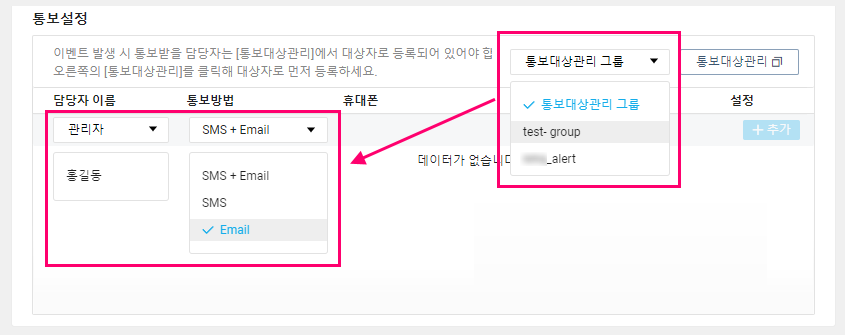 통보설정
이벤트 발생 시 통보받을 담당자는 [통보대상관리]에서 대상자로 등록되어 있어야 합
오른쪽의 [통보대상관리]를 클릭해 대상자로 먼저 등록하세요.
통보대상관리 그룹
통보대상관리
담당자 이름 통보방법 휴대폰 설정
통보대상관리 그룹
관리자 SMS + Email test- group + 추가
데이터가 없습니다
_alert
홍길동 SMS + Email
SMS
Email